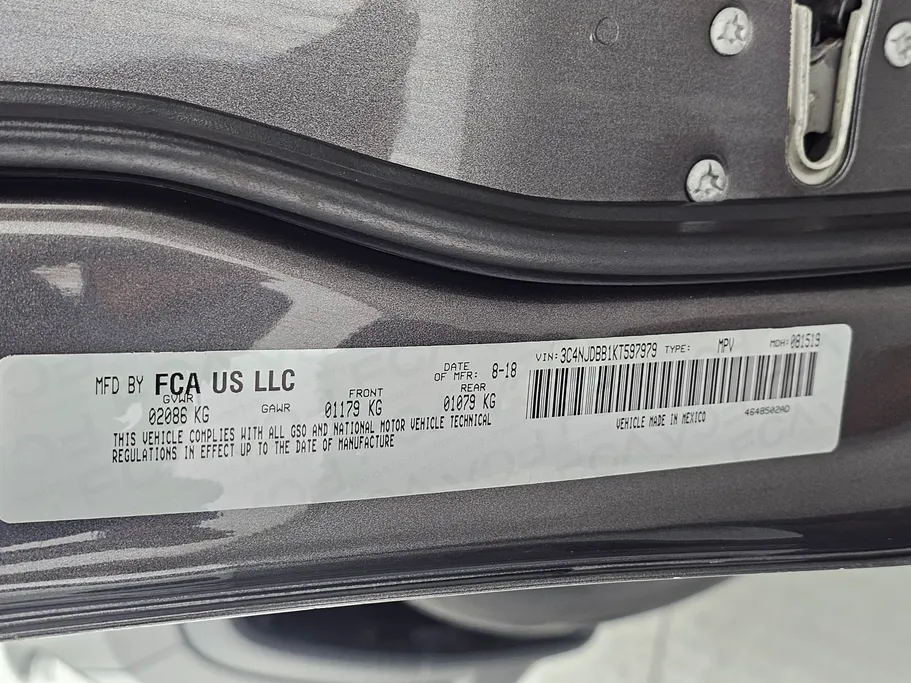 MFD BY FCA US LLC
DATE OF MFR: 8-18
GVWR 02086 KG
GAWR
FRONT 01179 KG
REAR 01079 KG
THIS VEHICLE COMPLIES WITH ALL GSO AND NATIONAL MOTOR VEHICLE TECHNICAL
REGULATIONS IN EFFECT UP TO THE DATE OF MANUFACTURE
VIN: 3C4NJDBB1KT597979 TYPE: MPV MDH: 081519
VEHICLE MADE IN MEXICO
4648502AD